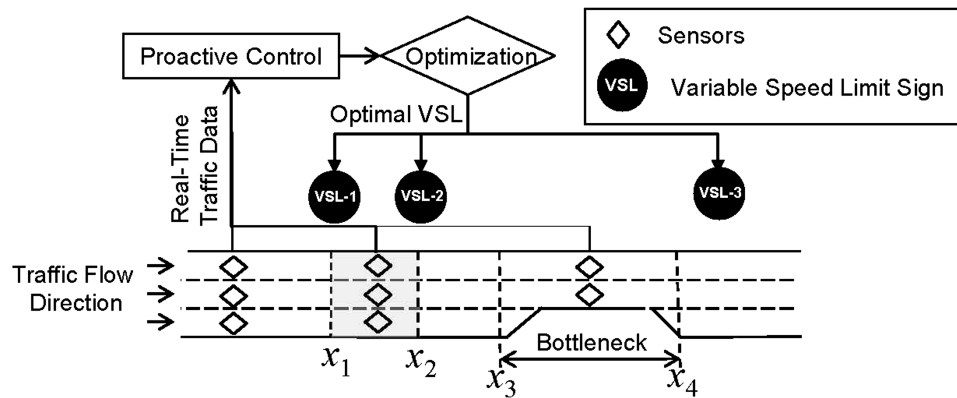 Proactive Control
Optimization
Sensors
VSL
Variable Speed Limit Sign
Optimal VSL
Real-Time
Traffic Data
VSL-1
VSL-2
VSL-3
Traffic Flow
Direction
Bottleneck
x1
x2
x3
x4